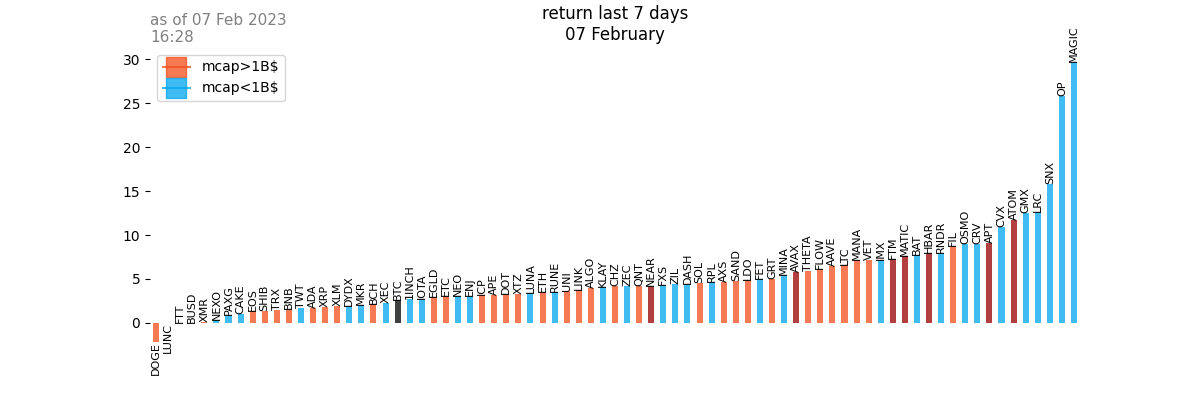 as of 07 Feb 2023
16:28
return last 7 days
07 February
mcap>1B$
mcap<1B$
30
25
20
15
10
5
0
DOGE
LUNC
FTT
BUSD
XMR
NEXO
PAXG
CAKE
EOS
SHIB
TRX
BNB
TWT
ADA
XRP
XLM
DYDX
MKR
BCH
XEC
BTC
1INCH
IOTA
EGLD
ETC
NEO
ENJ
ICP
APE
DOT
XTZ
LUNA
ETH
RUNE
UNI
LINK
ALGO
KLAY
CHZ
ZEC
QNT
NEAR
FXS
ZIL
DASH
SOL
RPL
AXS
SAND
LDO
FET
GRT
MINA
AVAX
THETA
FLOW
AAVE
LTC
MANA
VET
IMX
FTM
MATIC
BAT
HBAR
RNDR
FIL
OSMO
CRV
APT
CVX
ATOM
GMX
LRC
SNX
OP
MAGIC